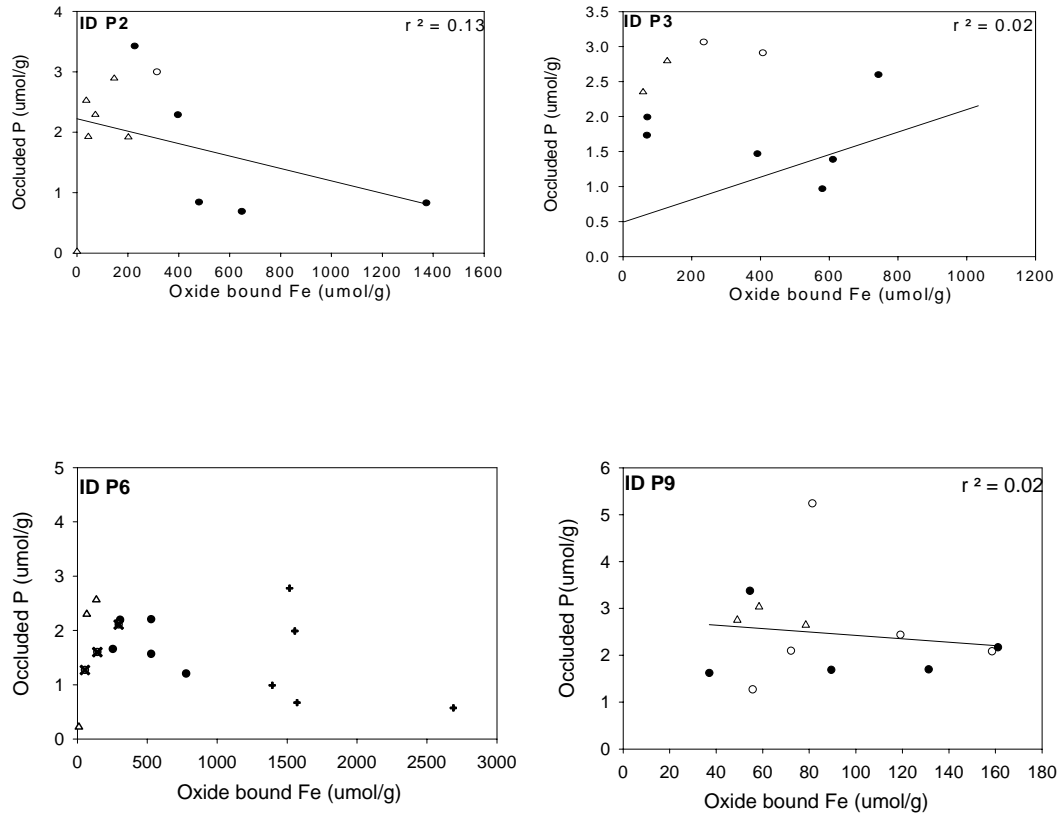 ID P2
r ² = 0.13
Occluded P (umol/g)
4
3
2
1
0
0 200 400 600 800 1000 1200 1400 1600
Oxide bound Fe (umol/g)
ID P3
r ² = 0.02
Occluded P (umol/g)
3.5
3.0
2.5
2.0
1.5
1.0
0.5
0.0
0 200 400 600 800 1000 1200
Oxide bound Fe (umol/g)
ID P6
Occluded P (umol/g)
5
4
3
2
1
0
0 500 1000 1500 2000 2500 3000
Oxide bound Fe (umol/g)
ID P9
r ² = 0.02
Occluded P(umol/g)
6
5
4
3
2
1
0
0 20 40 60 80 100 120 140 160 180
Oxide bound Fe (umol/g)